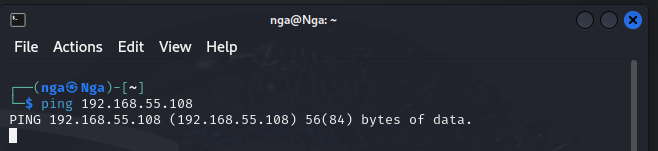 nga@Nga: ~
File Actions Edit View Help
┌──(nga㉿Nga)-[~]
└─$ ping 192.168.55.108
PING 192.168.55.108 (192.168.55.108) 56(84) bytes of data.